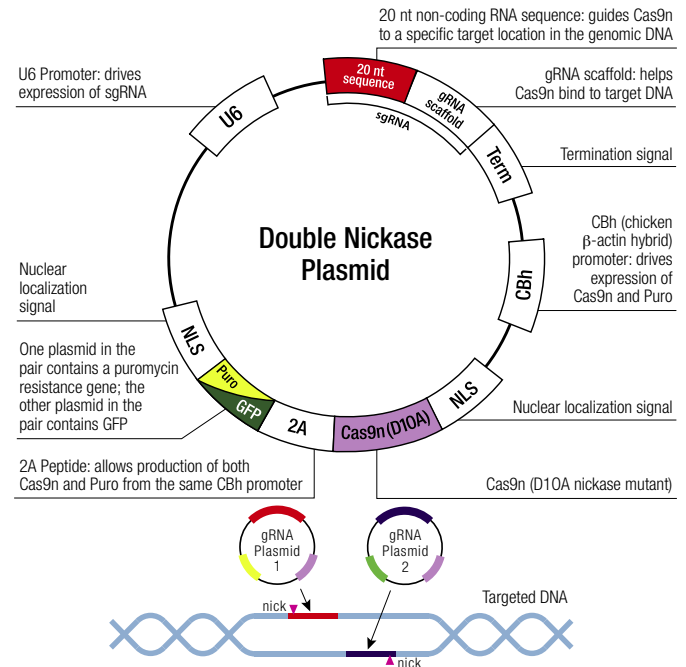 20 nt non-coding RNA sequence: guides Cas9n
to a specific target location in the genomic DNA
U6 Promoter: drives
expression of sgRNA
gRNA scaffold: helps
Cas9n bind to target DNA
20 nt
sequence
gRNA
scaffold
sgRNA
U6
Term
Termination signal
Double Nickase
Plasmid
CBh (chicken
β-actin hybrid)
promoter: drives
expression of
Cas9n and Puro
CBh
Nuclear
localization
signal
NLS
One plasmid in the
pair contains a puromycin
resistance gene; the
other plasmid in the
pair contains GFP
Puro
GFP
2A
Cas9n (D10A)
NLS
Nuclear localization signal
2A Peptide: allows production of both
Cas9n and Puro from the same CBh promoter
Cas9n (D10A nickase mutant)
gRNA
Plasmid
1
gRNA
Plasmid
2
Targeted DNA
nick
nick